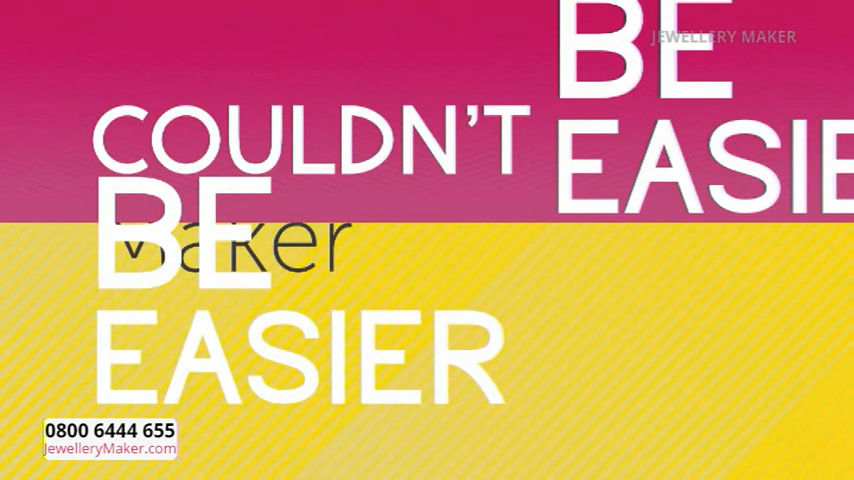 BE
JEWELLERY MAKER
EASIE
COULDN'T
BE
Maker
EASIER
0800 6444 655
JewelleryMaker.com